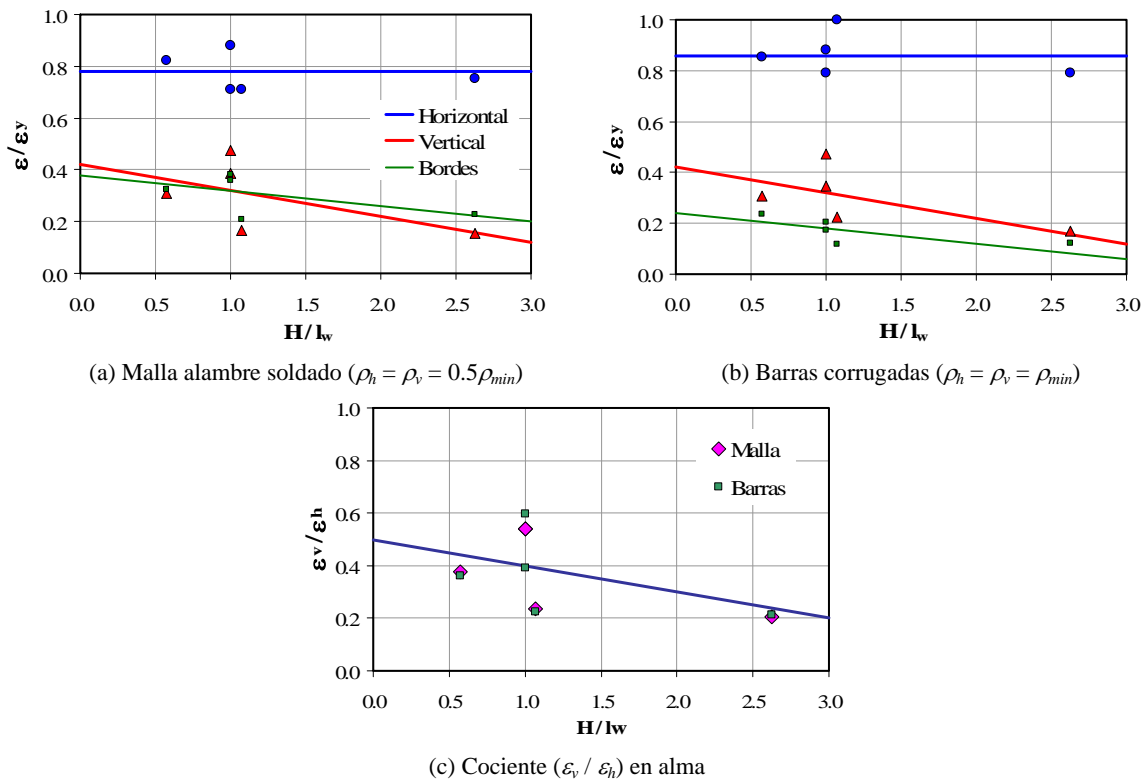 1.0
0.8
0.6
0.4
0.2
0.0
ε/εy
Horizontal
Vertical
Bordes
0.0 0.5 1.0 1.5 2.0 2.5 3.0
H/lw
(a) Malla alambre soldado (ρh = ρv = 0.5ρmin)
1.0
0.8
0.6
0.4
0.2
0.0
ε/εy
0.0 0.5 1.0 1.5 2.0 2.5 3.0
H/lw
(b) Barras corrugadas (ρh = ρv = ρmin)
1.0
0.8
0.6
0.4
0.2
0.0
εv/εh
Malla
Barras
0.0 0.5 1.0 1.5 2.0 2.5 3.0
H/lw
(c) Cociente (εv / εh) en alma